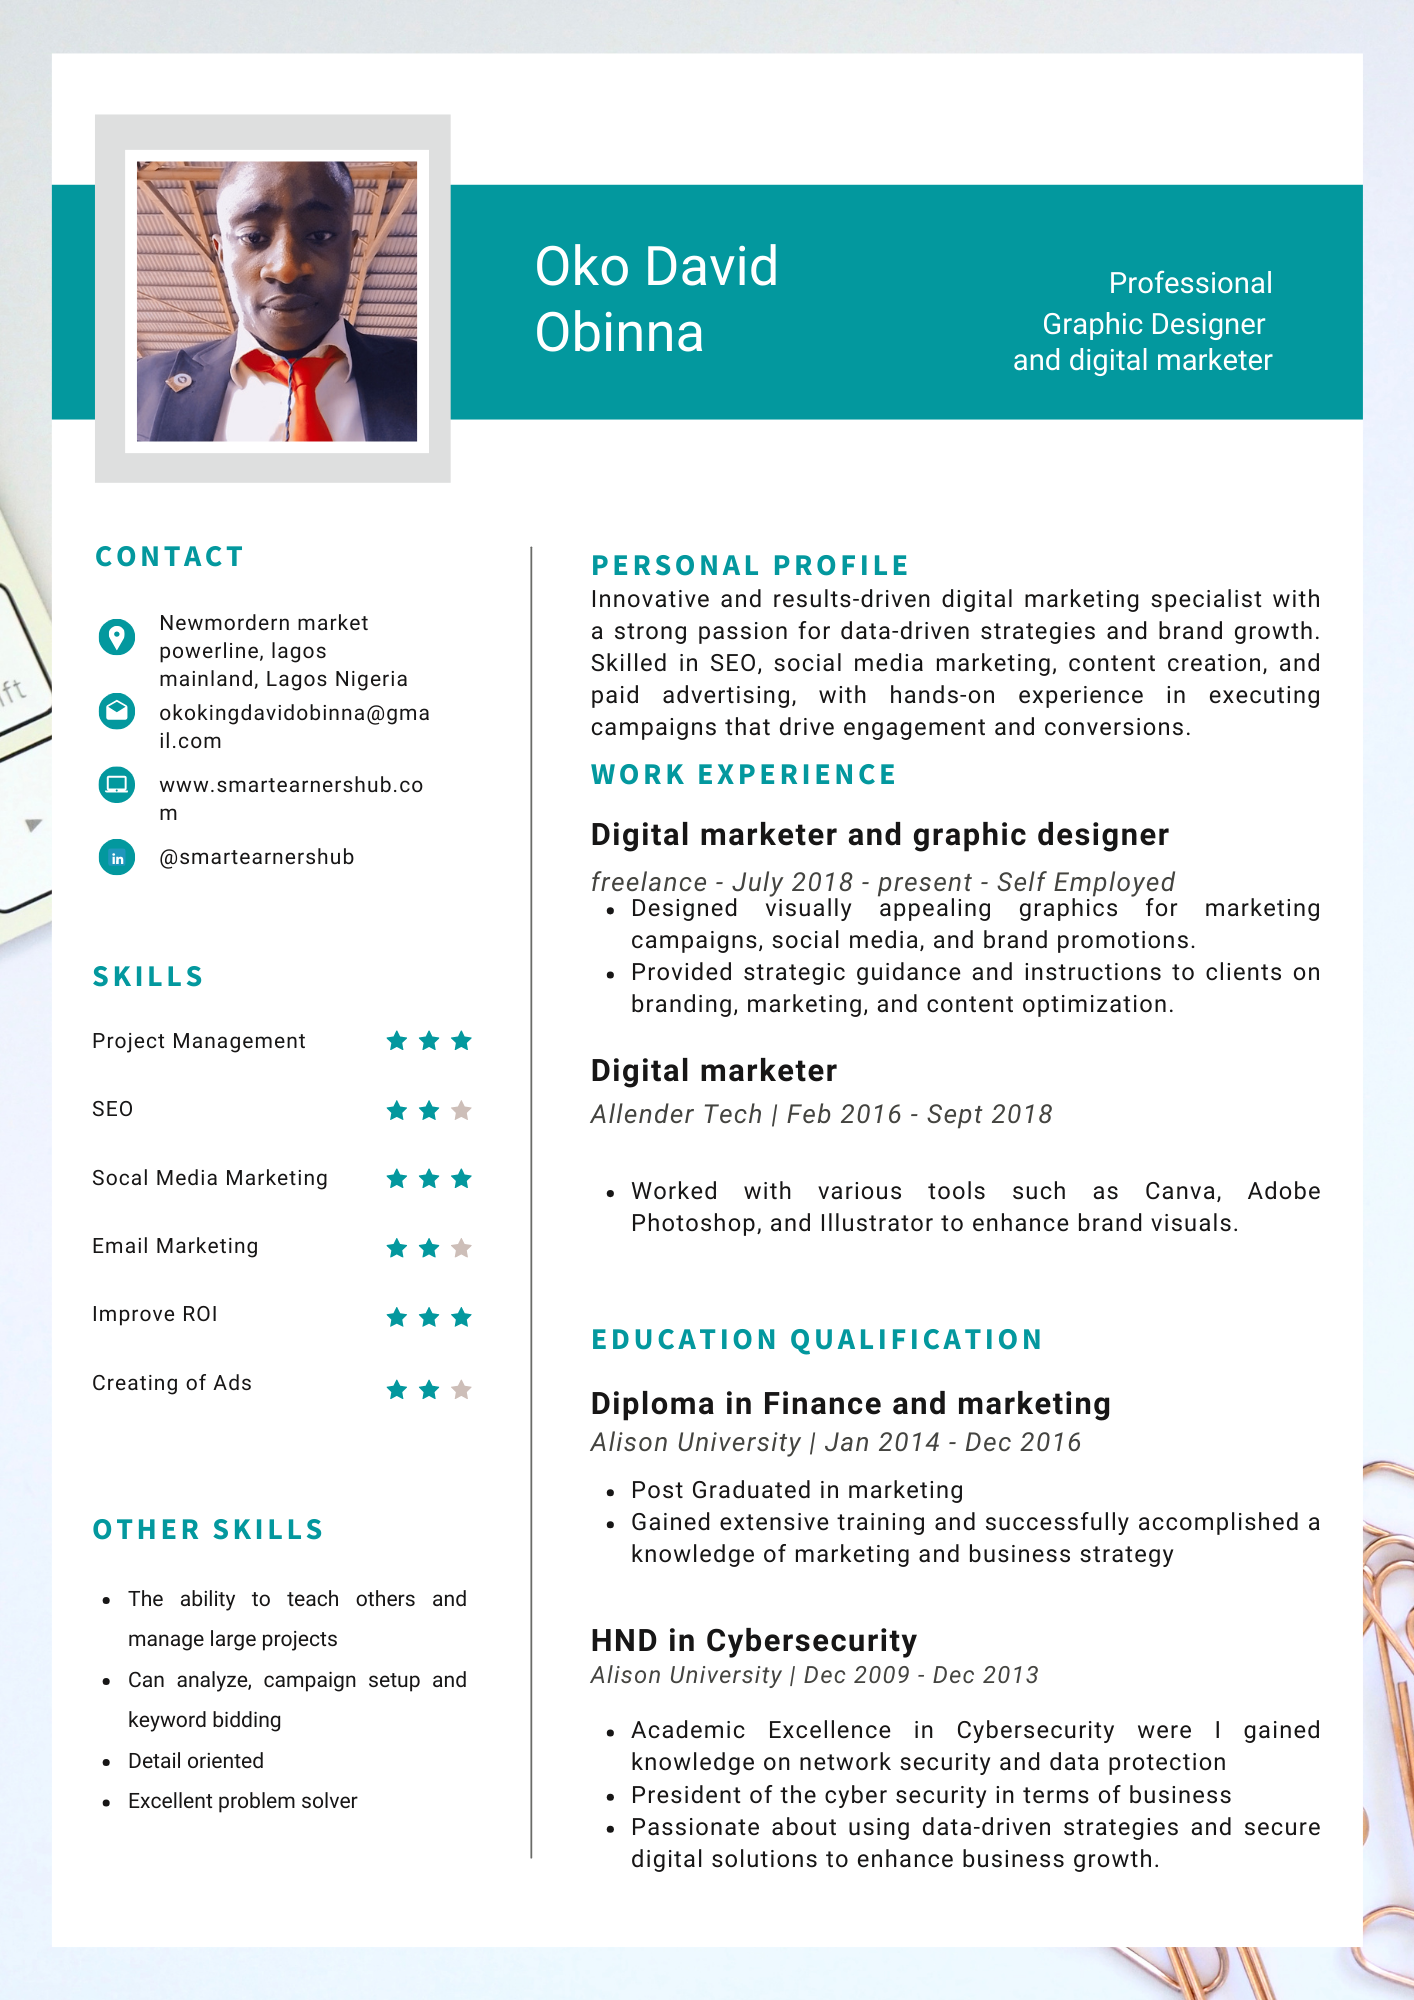 Oko David
Obinna
Professional
Graphic Designer
and digital marketer
CONTACT
Newmordern market
powerline, lagos
mainland, Lagos Nigeria
okokingdavidobinna@gma
il.com
www.smartearnershub.co
m
in
@smartearnershub
SKILLS
Project Management
SEO
Socal Media Marketing
Email Marketing
Improve ROI
Creating of Ads
OTHER SKILLS
The ability to teach others and
manage large projects
Can analyze, campaign setup and
keyword bidding
Detail oriented
Excellent problem solver
PERSONAL PROFILE
Innovative and results-driven digital marketing specialist with
a strong passion for data-driven strategies and brand growth.
Skilled in SEO, social media marketing, content creation, and
paid advertising, with hands-on experience in executing
campaigns that drive engagement and conversions.
WORK EXPERIENCE
Digital marketer and graphic designer
freelance - July 2018 - present - Self Employed
Designed visually appealing graphics for marketing
campaigns, social media, and brand promotions.
Provided strategic guidance and instructions to clients on
branding, marketing, and content optimization.
Digital marketer
Allender Tech | Feb 2016 - Sept 2018
Worked with various tools such as Canva, Adobe
Photoshop, and Illustrator to enhance brand visuals.
EDUCATION QUALIFICATION
Diploma in Finance and marketing
Alison University | Jan 2014 - Dec 2016
Post Graduated in marketing
Gained extensive training and successfully accomplished a
knowledge of marketing and business strategy
HND in Cybersecurity
Alison University | Dec 2009 - Dec 2013
Academic Excellence in Cybersecurity were I gained
knowledge on network security and data protection
President of the cyber security in terms of business
Passionate about using data-driven strategies and secure
digital solutions to enhance business growth.